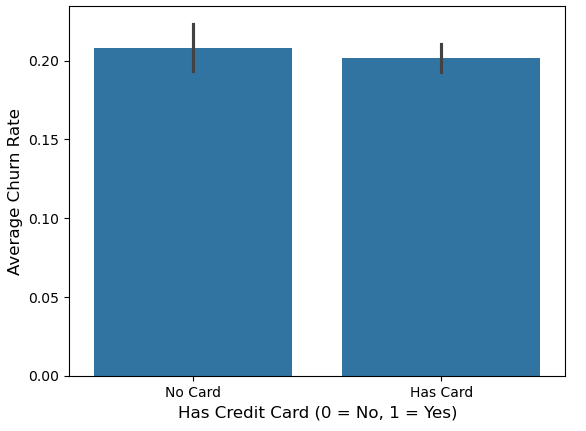 0.20
0.15
0.10
0.05
0.00
Average Churn Rate
No Card Has Card
Has Credit Card (0 = No, 1 = Yes)